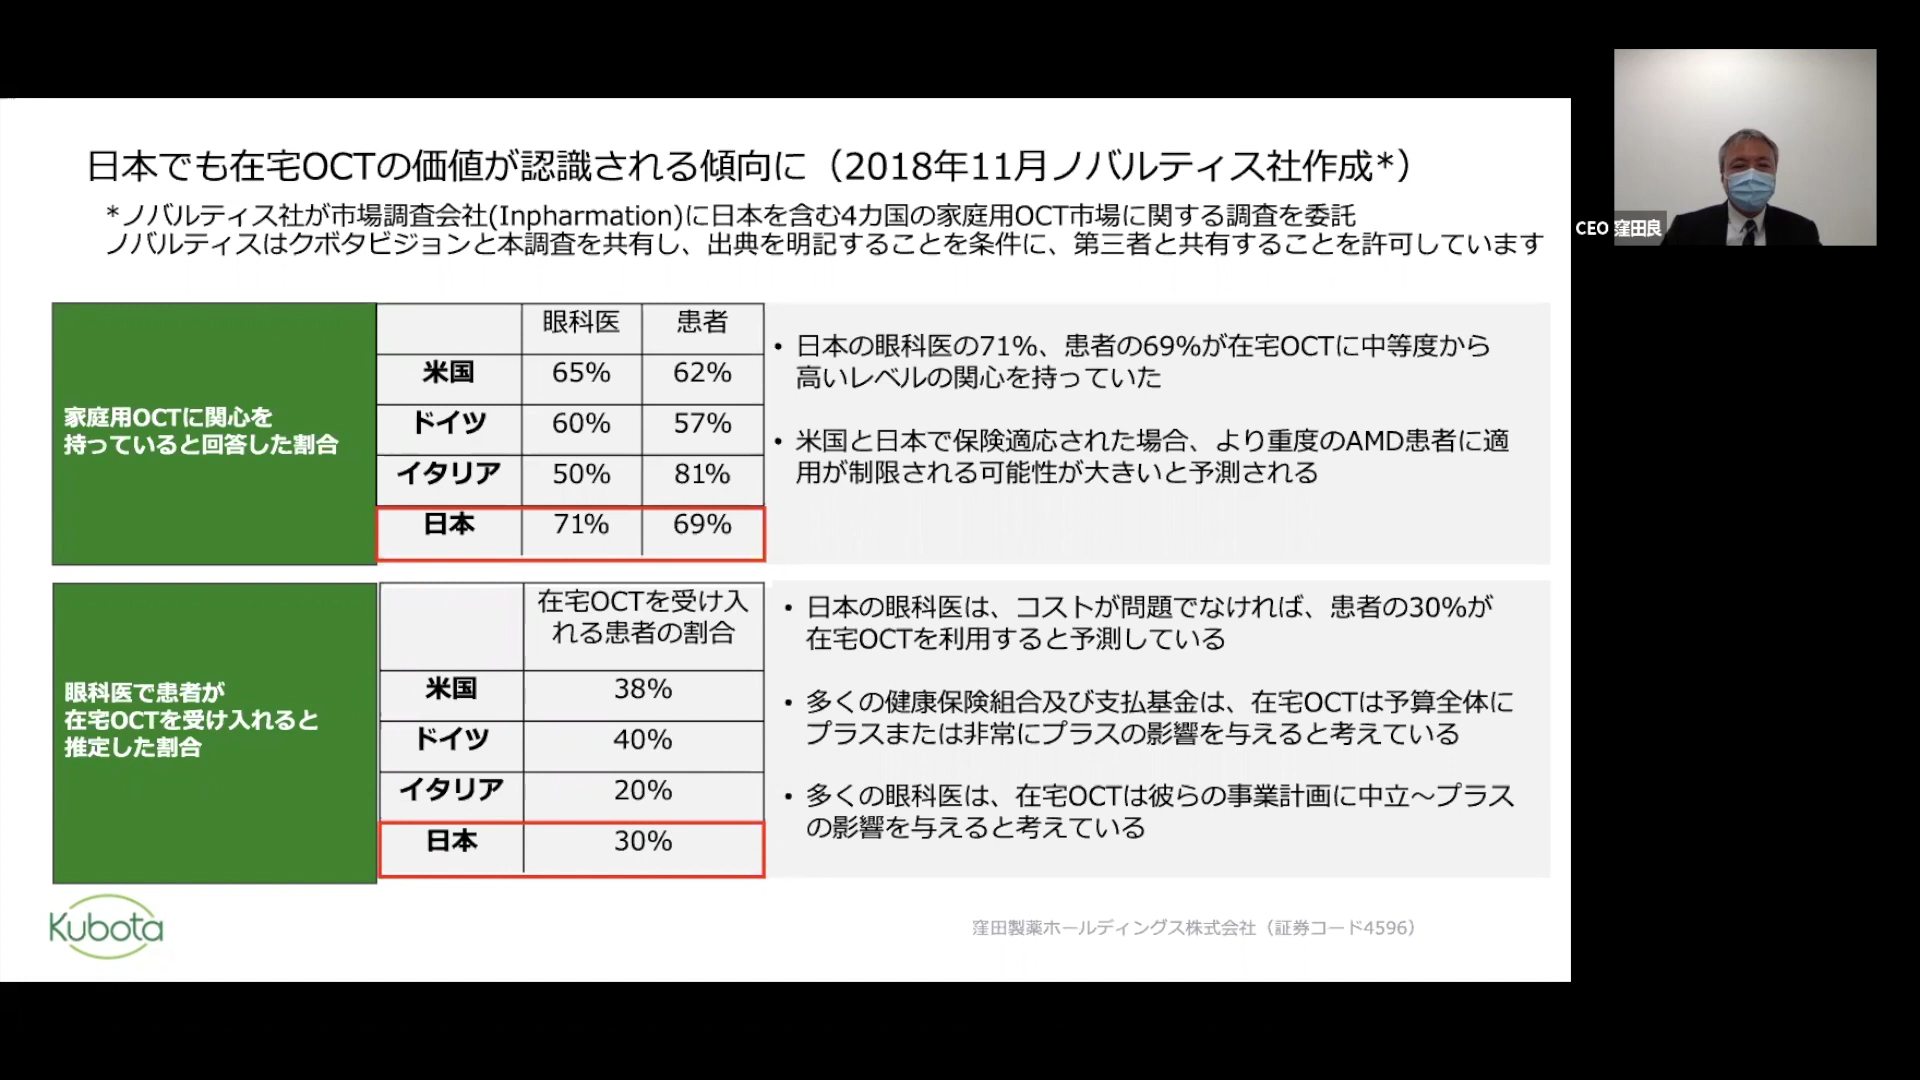 日本でも在宅OCTの価値が認識される傾向に（2018年11月ノバルティス社作成*）
*ノバルティス社が市場調査会社(Inpharmation)に日本を含む4カ国の家庭用OCT市場に関する調査を委託
ノバルティスはクボタビジョンと本調査を共有し、出典を明記することを条件に、第三者と共有することを許可しています
CEO 窪田良
家庭用OCTに関心を
持っていると回答した割合
眼科医 患者
米国 65% 62%
ドイツ 60% 57%
イタリア 50% 81%
日本 71% 69%
• 日本の眼科医の71%、患者の69%が在宅OCTに中等度から
高いレベルの関心を持っていた
• 米国と日本で保険適応された場合、より重度のAMD患者に適
用が制限される可能性が大きいと予測される
眼科医で患者が
在宅OCTを受け入れると
推定した割合
在宅OCTを受け入
れる患者の割合
米国 38%
ドイツ 40%
イタリア 20%
日本 30%
• 日本の眼科医は、コストが問題でなければ、患者の30%が
在宅OCTを利用すると予測している
• 多くの健康保険組合及び支払基金は、在宅OCTは予算全体に
プラスまたは非常にプラスの影響を与えると考えている
• 多くの眼科医は、在宅OCTは彼らの事業計画に中立～プラス
の影響を与えると考えている
Kubota
窪田製薬ホールディングス株式会社（証券コード4596）